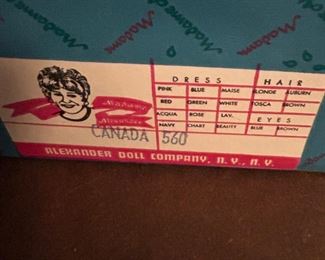 Madame
Madame
Madame
Madame
DRESS HAIR
PINK BLUE MAISE BLONDE AUBURN
RED GREEN WHITE TOSCA BROWN
ACQUA ROSE LAV. EYES
NAVY CHART BEAUTY BLUE BROWN
Madame
Alexander
CANADA 560
ALEXANDER DOLL COMPANY, N.Y., N.Y.